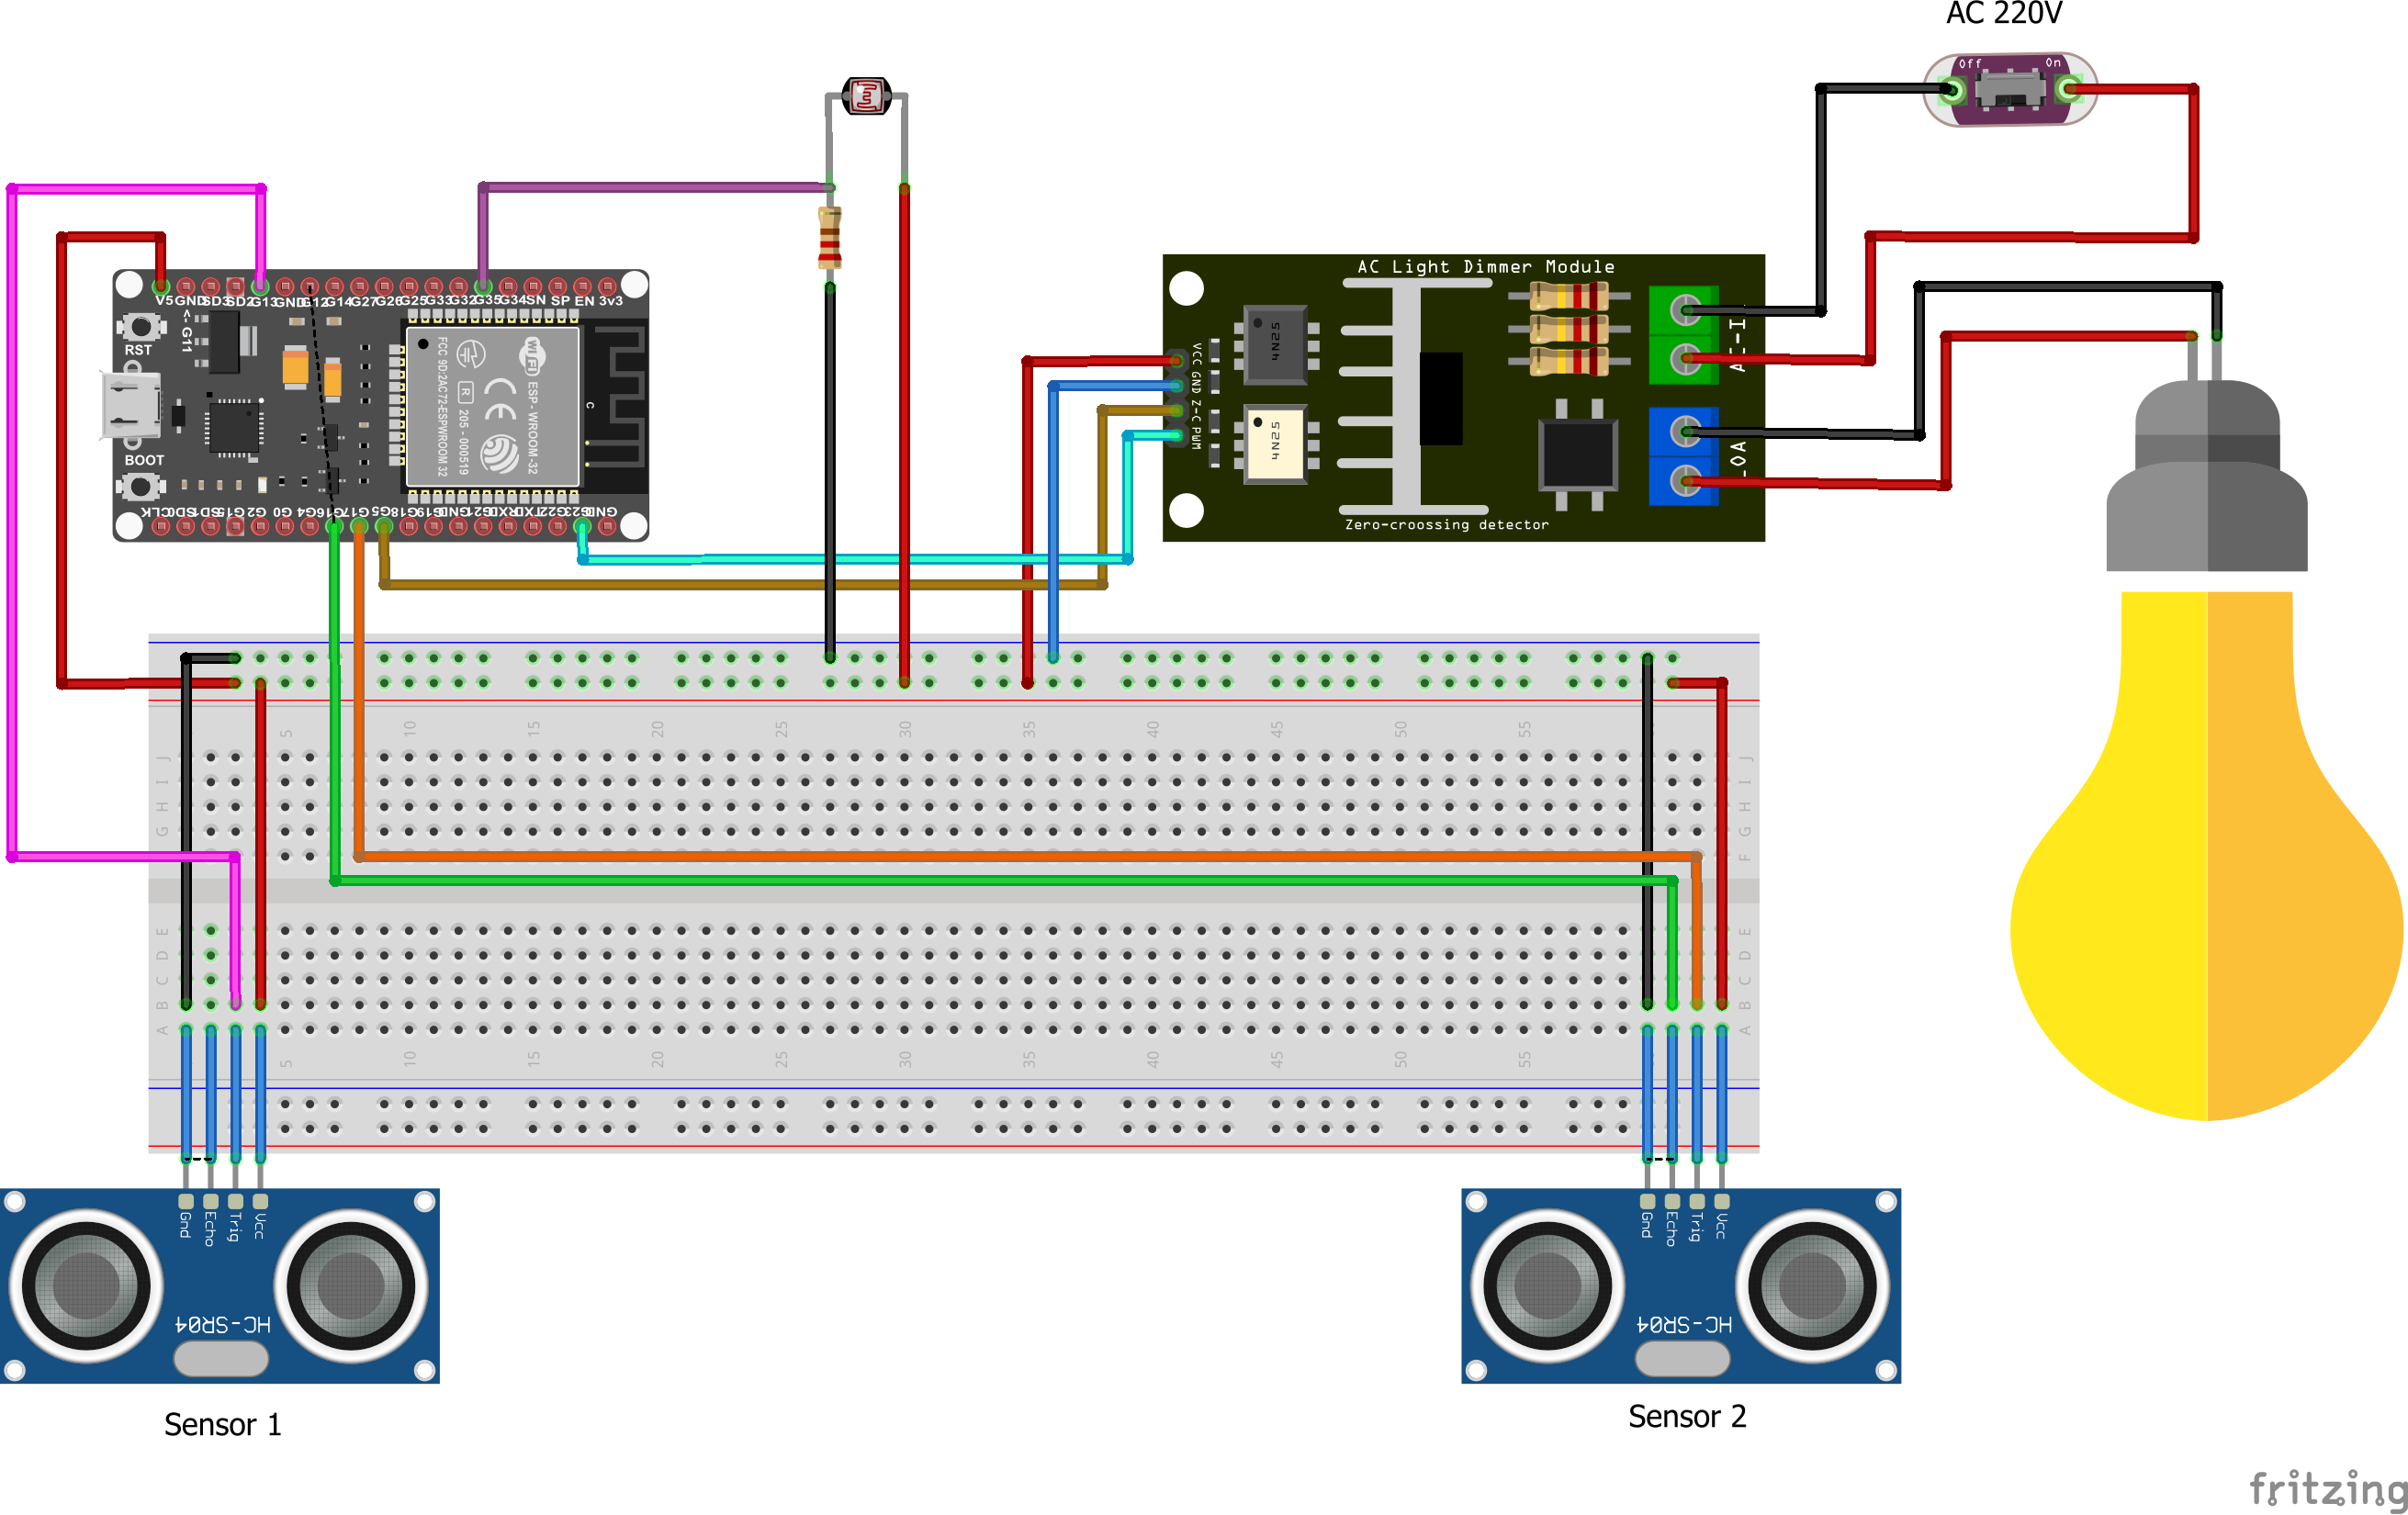 AC 220V
Off On
V5 GND SD3 SD2 G13 GND G12 G14 G27 G26 G25 G33 G32 G35 G34 SN SP EN 3v3
<- G11
RST
BOOT
WiFi
ESP-WROOM-32
CE
R
205-000519
FCC 9D:2AC72-ESPWROOM 32
C
CLK SD0 SD1 G15 G2 G0 G4 G16 G17 G5 G18 G19 GND G21 RXD TXD G22 G23 GND
AC Light Dimmer Module
VCC GND Z-C PWM
4N25
4N25
Zero-croossing detector
5 10 15 20 25 30 35 40 45 50 55
J J
I I
H H
G G
F
E E
D D
C C
B B
A A
5 10 15 20 25 30 35 40 45 50 55
Gnd Echo Trig Vcc
HC-SR04
Sensor 1
Gnd Echo Trig Vcc
HC-SR04
Sensor 2
fritzing